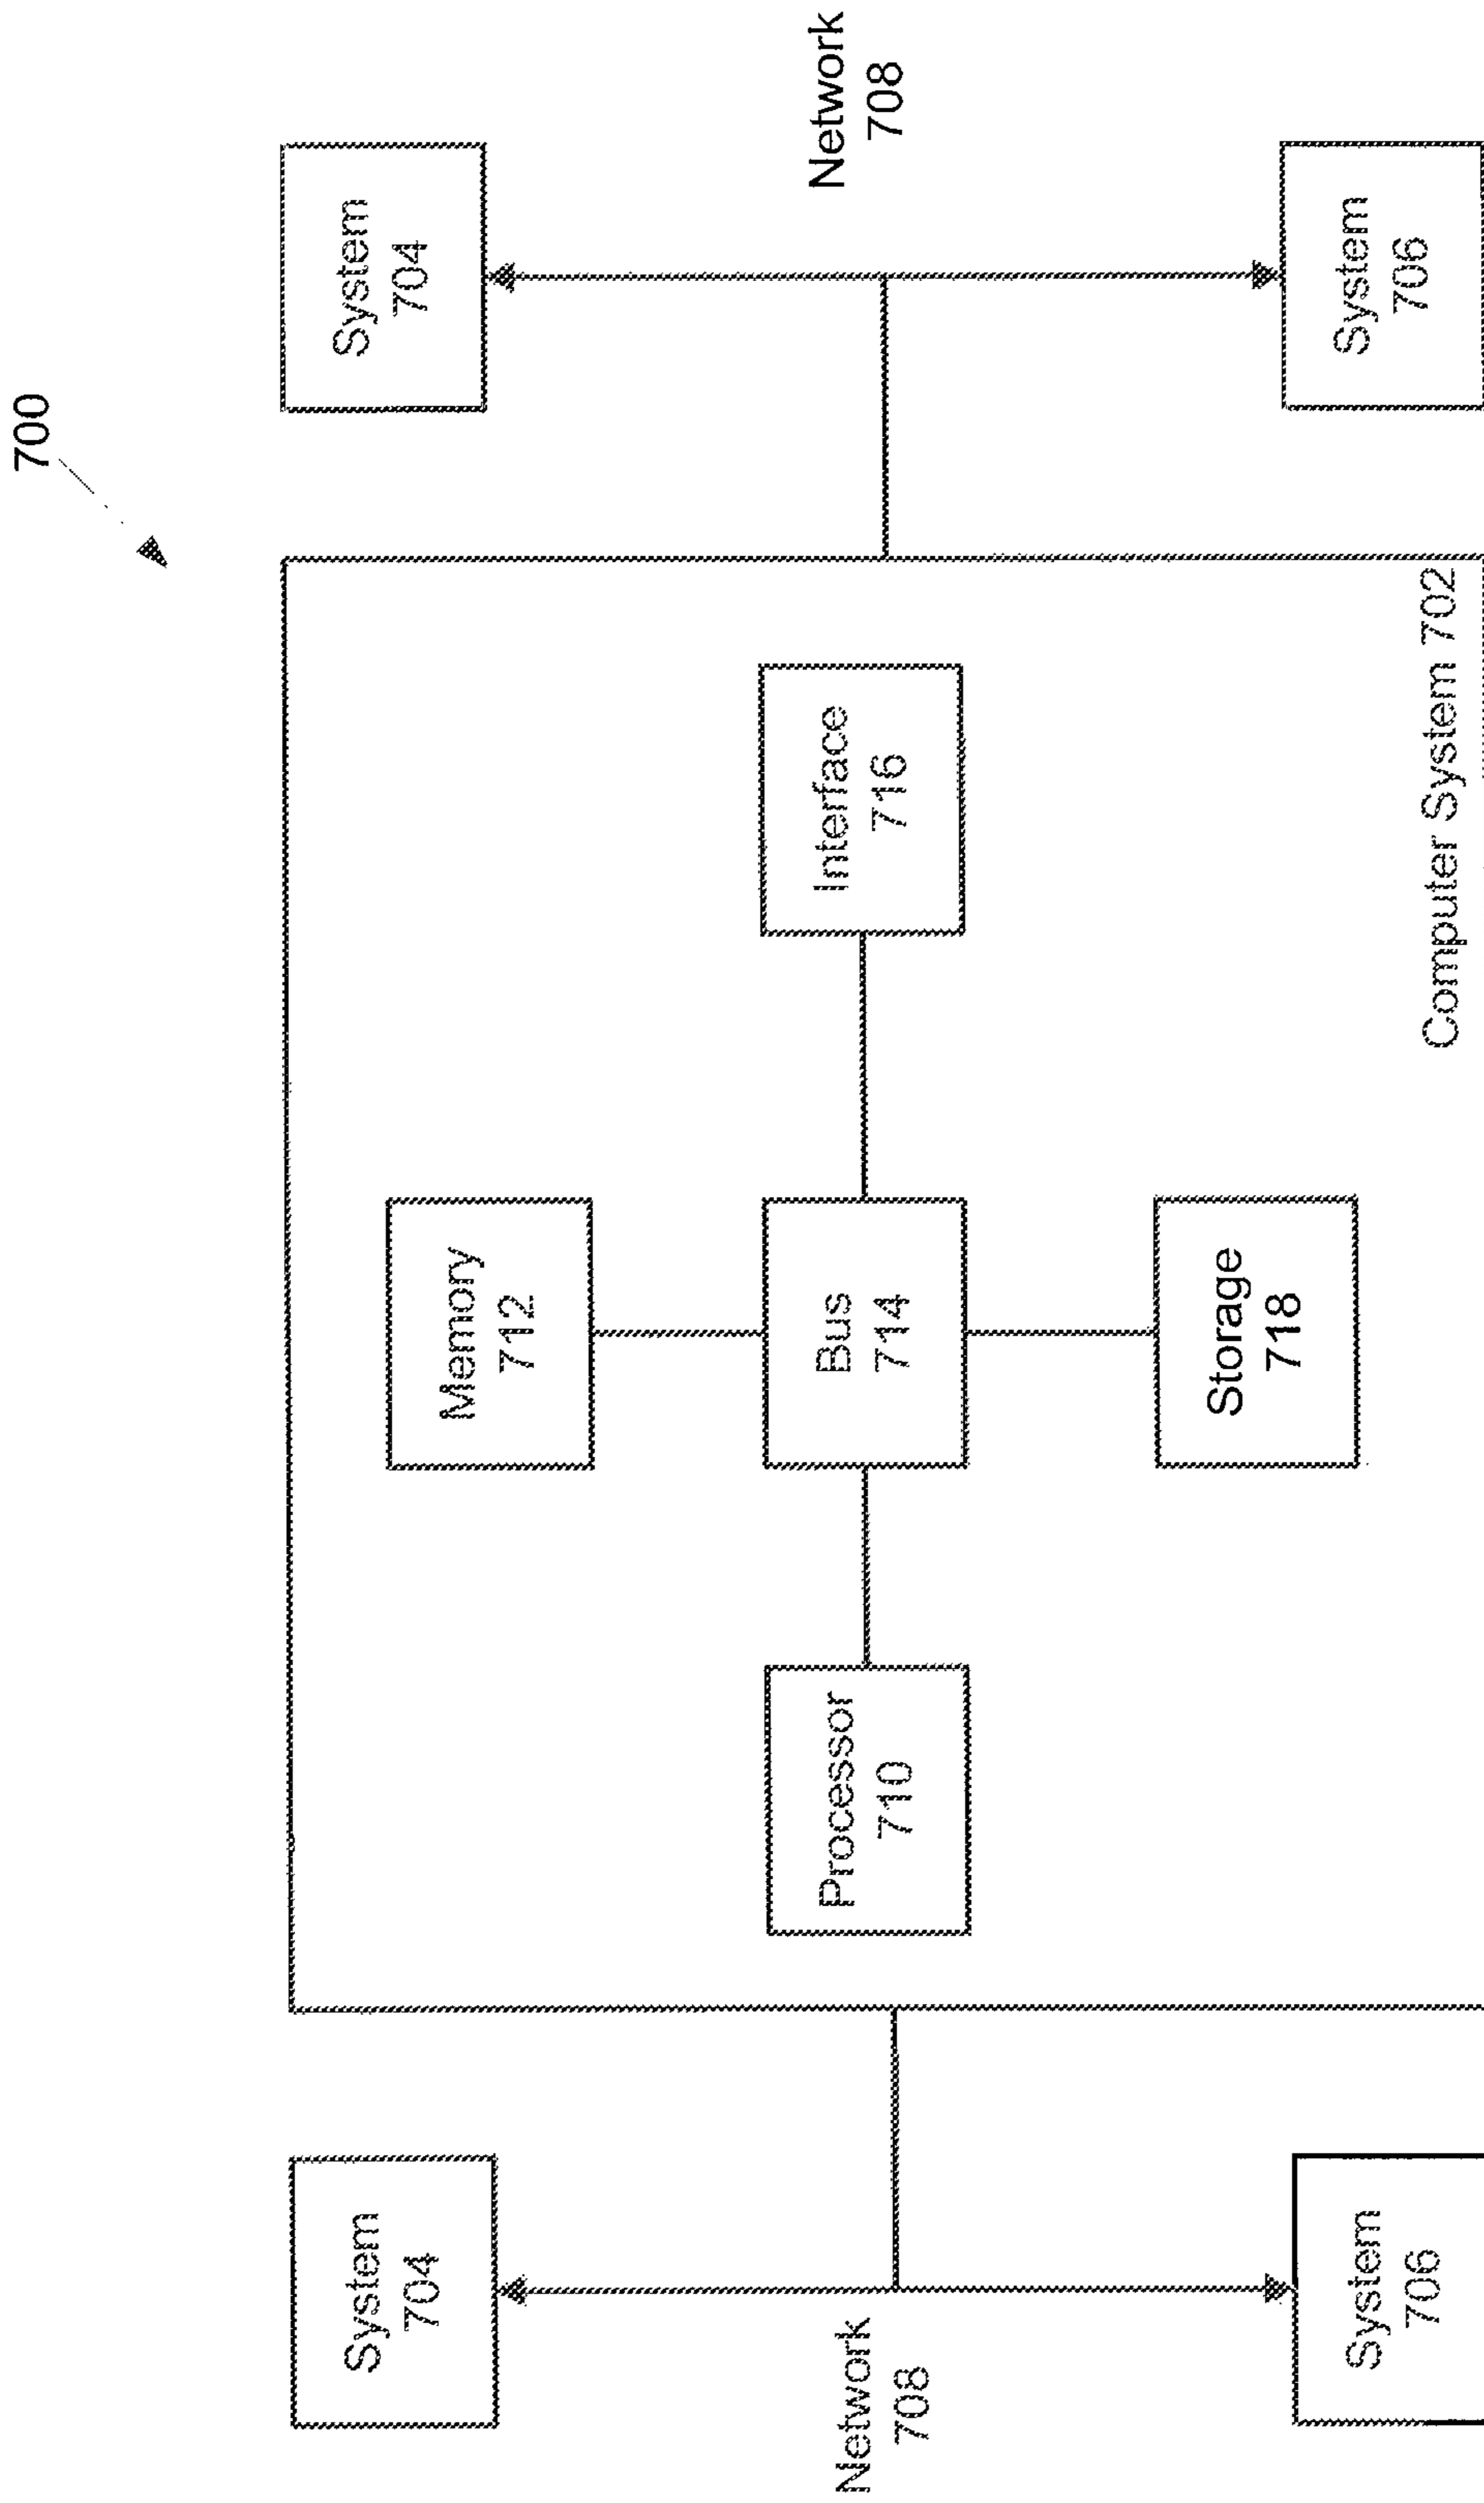 700
System
704
Memory
712
System
704
Network
708
Processor
710
Bus
714
Interface
716
Network
708
Storage
718
System
706
Computer System 702
System
706